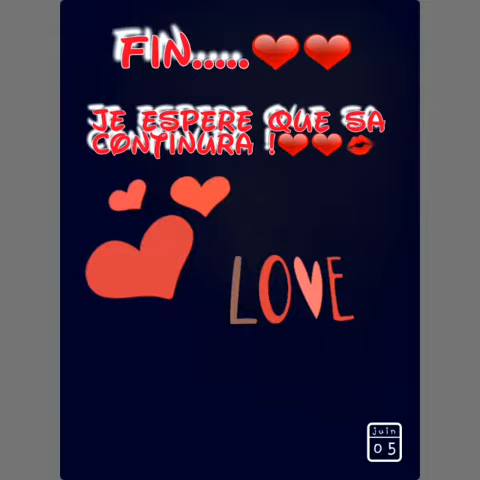 FIN.....❤❤
JE ESPERE QUE SA
CONTINURA !❤❤💋
LOVE
juin
05